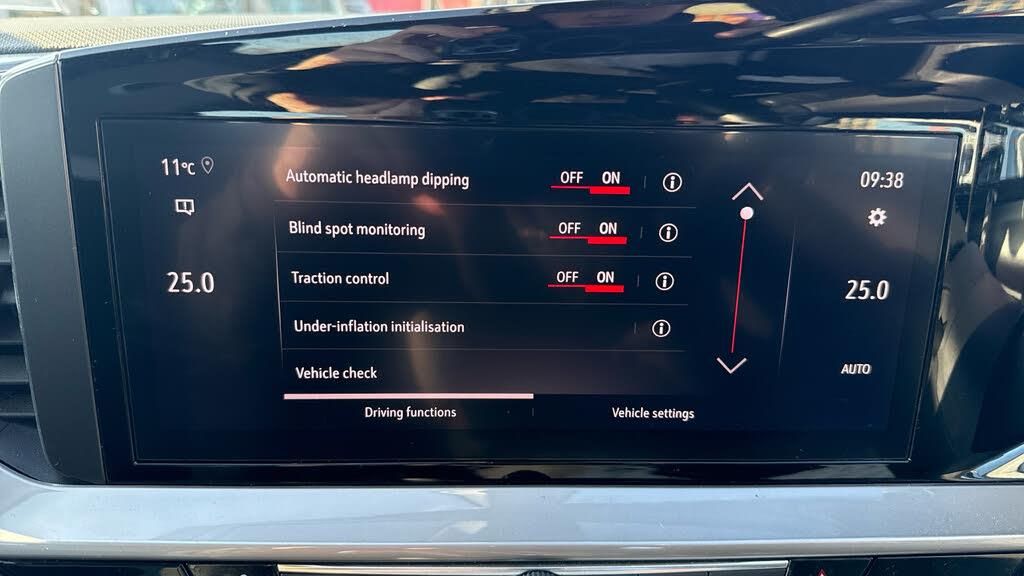 11°C
09:38
Automatic headlamp dipping OFF ON
Blind spot monitoring OFF ON
25.0
Traction control OFF ON
25.0
Under-inflation initialisation
Vehicle check
AUTO
Driving functions
Vehicle settings